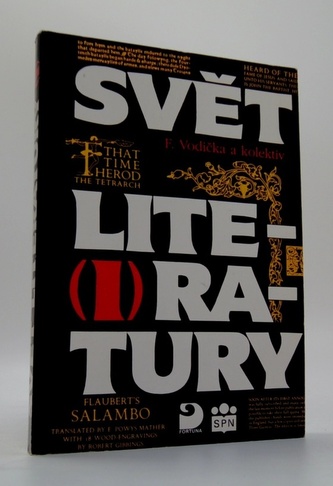 HEARD OF THE
SVĚT
F. Vodička a kolektiv
THAT
TIME
HEROD
THE TETRARCH
LITE-
(I) RA-
TURY
FLAUBERT'S
SALAMBO
TRANSLATED BY E. POWYS MATHER
WITH 18 WOOD ENGRAVINGS
BY ROBERT GIBBINGS
FORTUNA
SPN